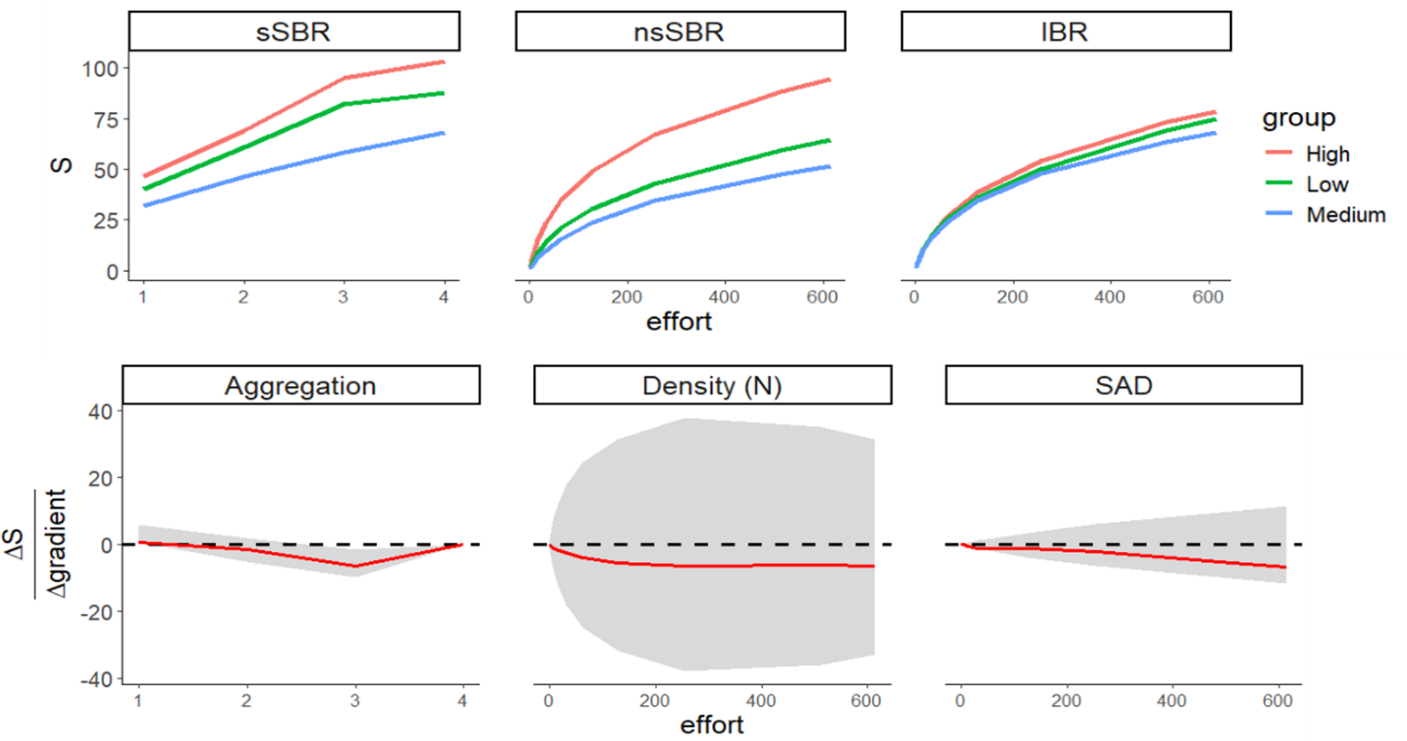 sSBR nsSBR IBR
100
75
50
25
0
S
1 2 3 4
0 200 400 600
0 200 400 600
effort
group
High
Low
Medium
Aggregation Density (N) SAD
40
20
0
-20
-40
ΔS
Δgradient
1 2 3 4
0 200 400 600
0 200 400 600
effort